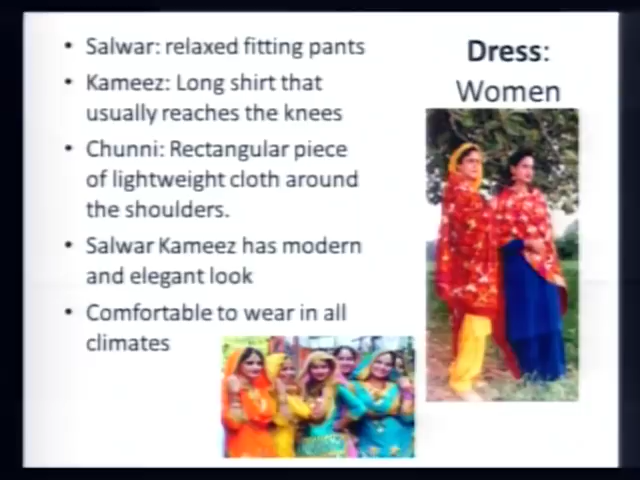 • Salwar: relaxed fitting pants
• Kameez: Long shirt that
usually reaches the knees
• Chunni: Rectangular piece
of lightweight cloth around
the shoulders.
• Salwar Kameez has modern
and elegant look
• Comfortable to wear in all
climates
Dress:
Women